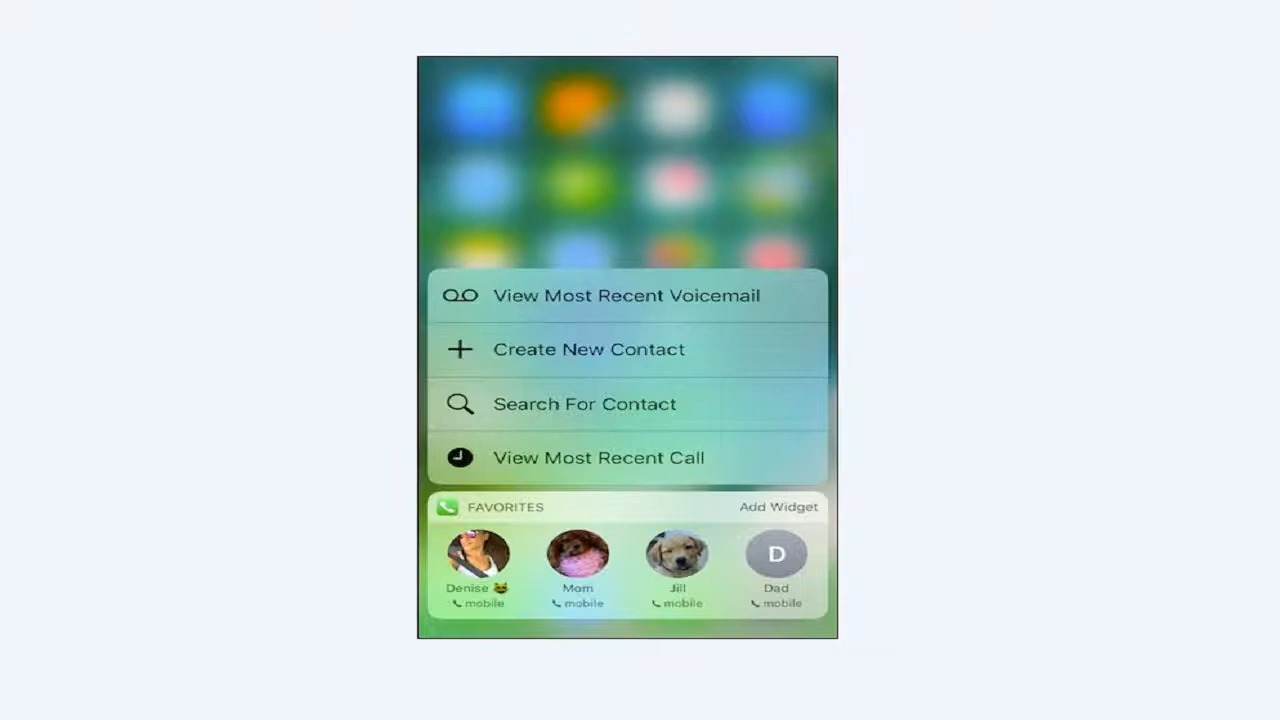 View Most Recent Voicemail
Create New Contact
Search For Contact
View Most Recent Call
FAVORITES Add Widget
Denise 😺 Mom Jill D Dad
mobile mobile mobile mobile